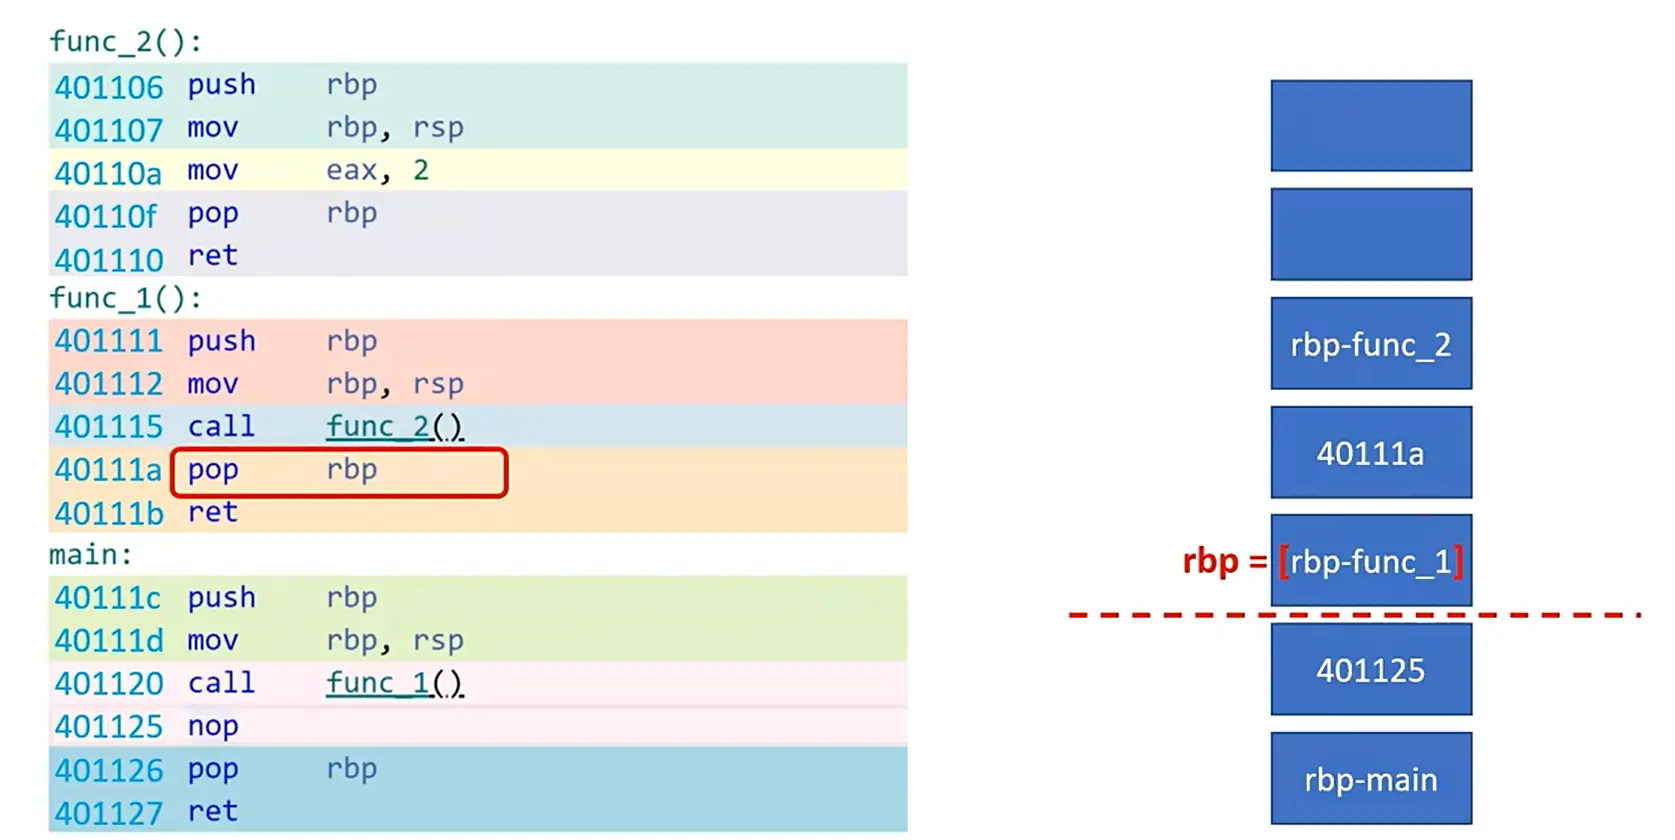 func_2():
401106 push rbp
401107 mov rbp, rsp
40110a mov eax, 2
40110f pop rbp
401110 ret
func_1():
401111 push rbp
401112 mov rbp, rsp
401115 call func_2()
40111a pop rbp
40111b ret
main:
40111c push rbp
40111d mov rbp, rsp
401120 call func_1()
401125 nop
401126 pop rbp
401127 ret
rbp-func_2
40111a
rbp = [rbp-func_1]
401125
rbp-main